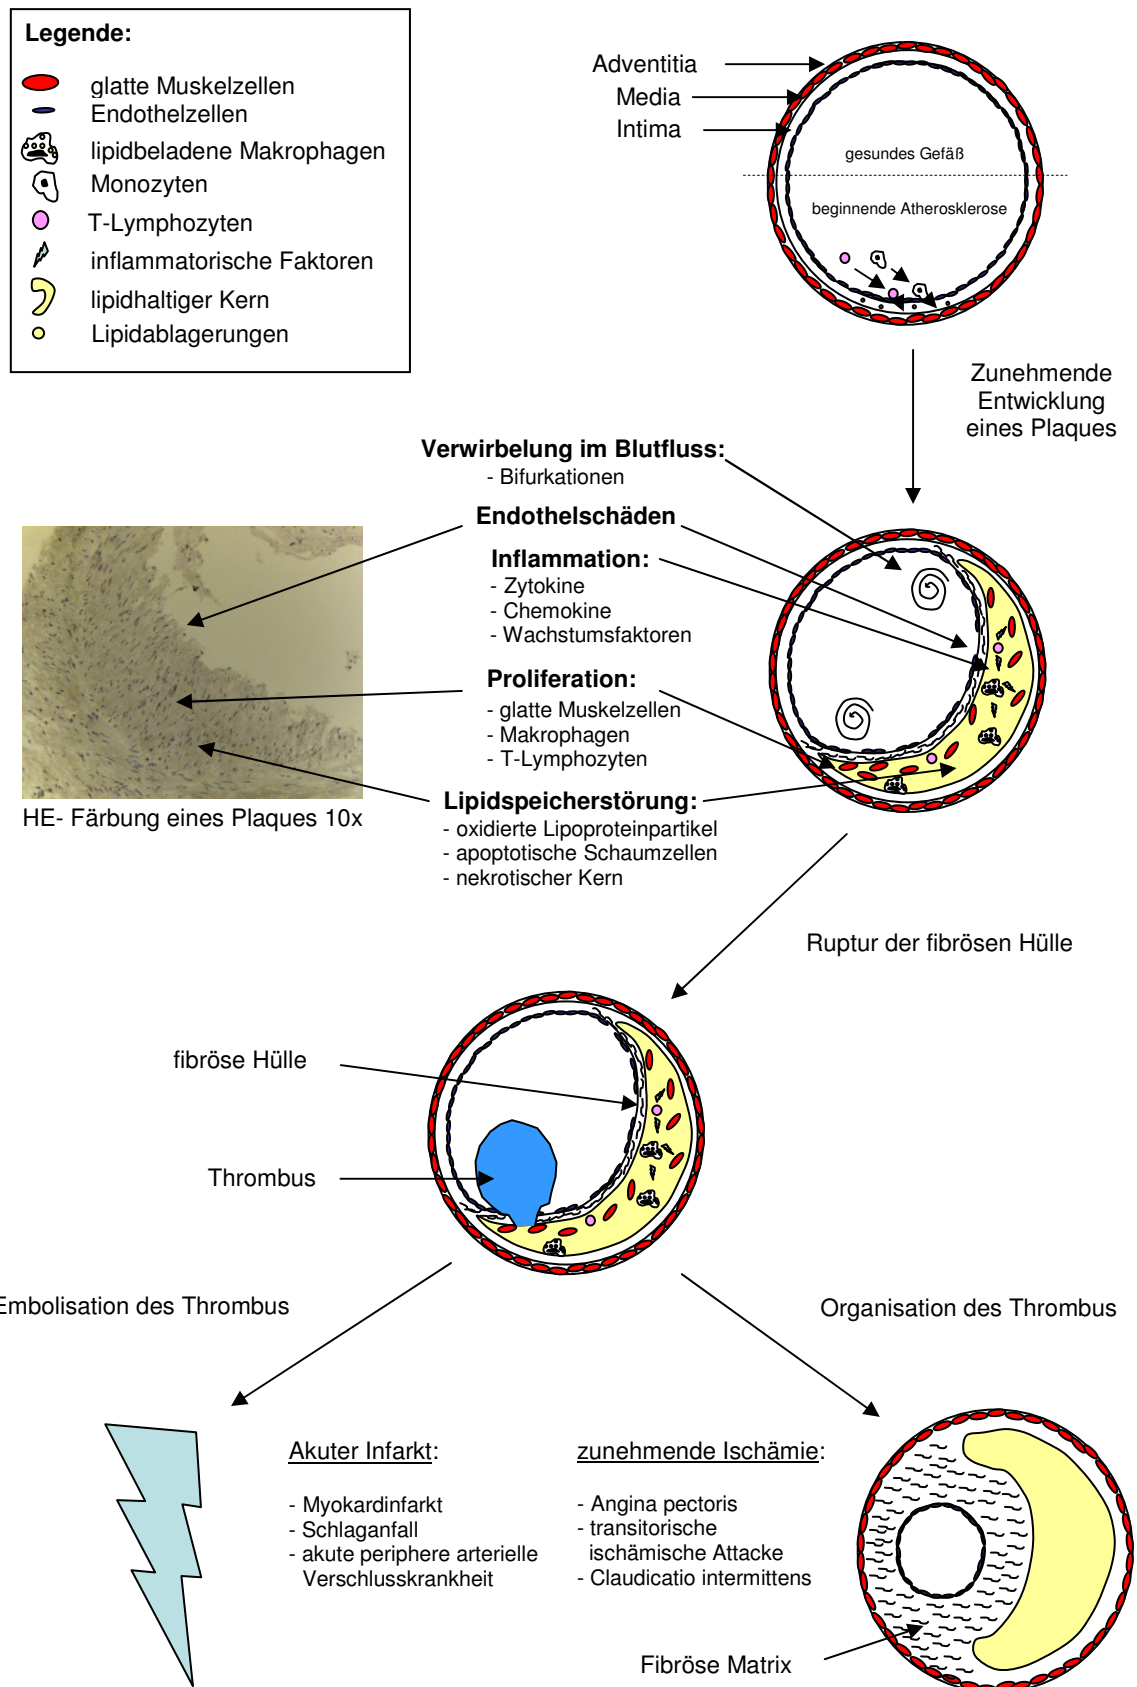 Legende:
glatte Muskelzellen
Endothelzellen
lipidbeladene Makrophagen
Monozyten
T-Lymphozyten
inflammatorische Faktoren
lipidhaltiger Kern
Lipidablagerungen
Adventitia
Media
Intima
gesundes Gefäß
beginnende Atherosklerose
Zunehmende
Entwicklung
eines Plaques
Verwirbelung im Blutfluss:
- Bifurkationen
Endothelschäden
Inflammation:
- Zytokine
- Chemokine
- Wachstumsfaktoren
Proliferation:
- glatte Muskelzellen
- Makrophagen
- T-Lymphozyten
HE- Färbung eines Plaques 10x
Lipidspeicherstörung:
- oxidierte Lipoproteinpartikel
- apoptotische Schaumzellen
- nekrotischer Kern
Ruptur der fibrösen Hülle
fibröse Hülle
Thrombus
Embolisation des Thrombus
Organisation des Thrombus
Akuter Infarkt:
- Myokardinfarkt
- Schlaganfall
- akute periphere arterielle
Verschlusskrankheit
zunehmende Ischämie:
- Angina pectoris
- transitorische
ischämische Attacke
- Claudicatio intermittens
Fibröse Matrix